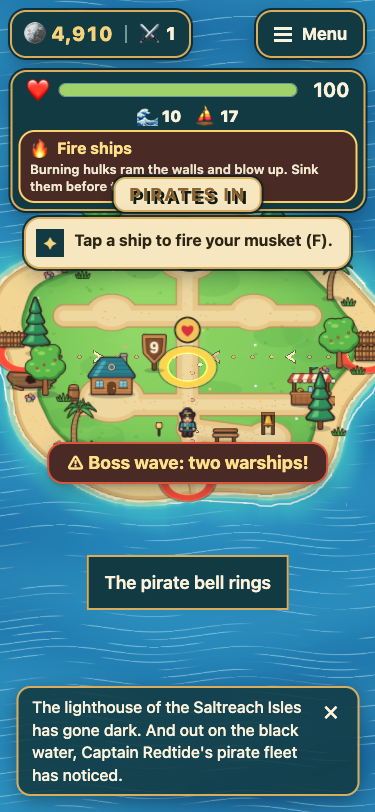 4,910 | 1
Menu
100
10 17
Fire ships
Burning hulks ram the walls and blow up. Sink
them before
PIRATES IN
Tap a ship to fire your musket (F).
9
Boss wave: two warships!
The pirate bell rings
The lighthouse of the Saltreach Isles
has gone dark. And out on the black
water, Captain Redtide's pirate fleet
has noticed.